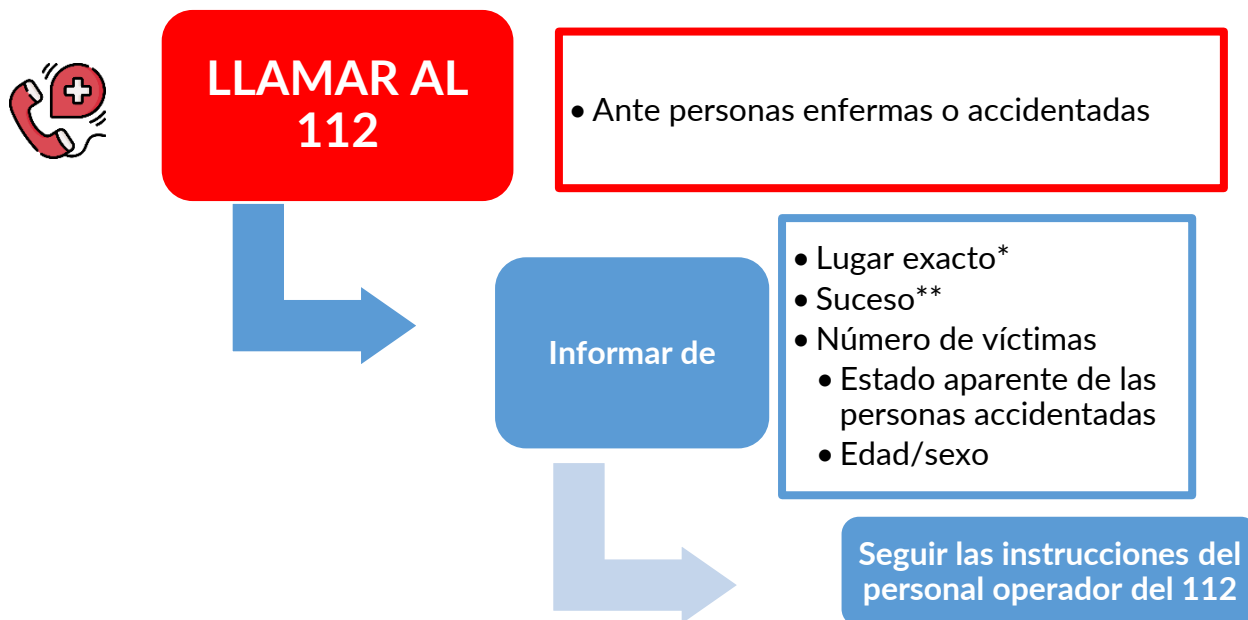 LLAMAR AL
112
• Ante personas enfermas o accidentadas
• Lugar exacto*
• Suceso**
• Número de víctimas
• Estado aparente de las
personas accidentadas
• Edad/sexo
Informar de
Seguir las instrucciones del
personal operador del 112